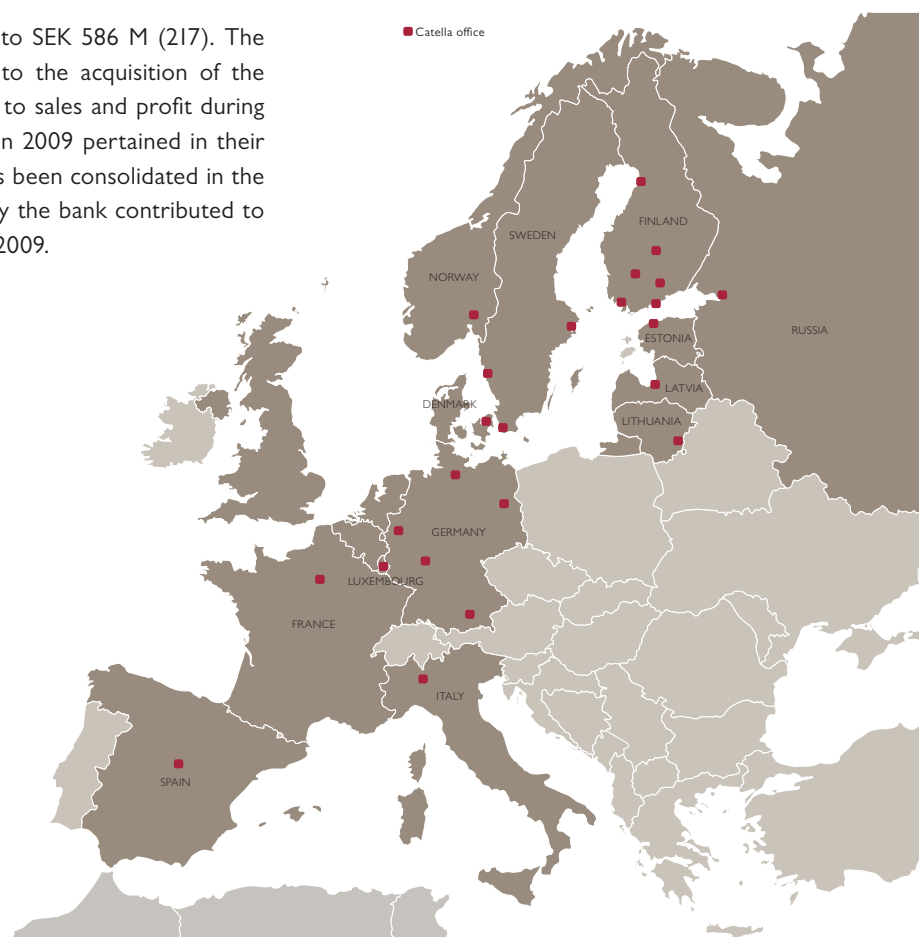 to SEK 586 M (217). The
to the acquisition of the
to sales and profit during
n 2009 pertained in their
s been consolidated in the
y the bank contributed to
2009.
Catella office
FINLAND
SWEDEN
NORWAY
RUSSIA
ESTONIA
LATVIA
DENMARK
LITHUANIA
GERMANY
LUXEMBOURG
FRANCE
ITALY
SPAIN